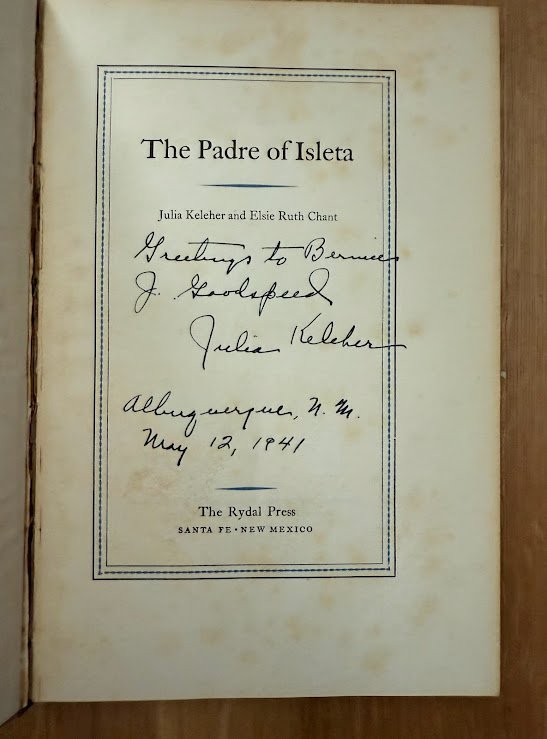 The Padre of Isleta
Julia Keleher and Elsie Ruth Chant
Greetings to Bernice
J. Goodspeed
Julia Keleher
Albuquerque, N. M.
May 12, 1941
The Rydal Press
SANTA FE • NEW MEXICO